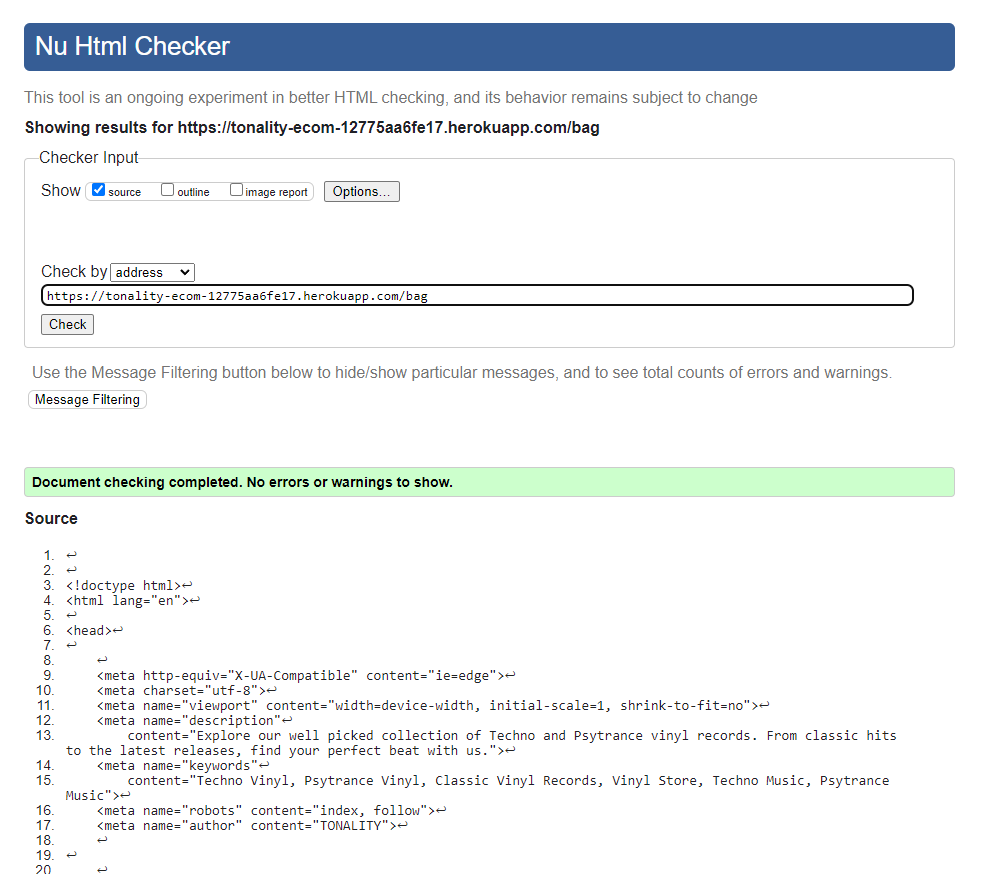 Nu Html Checker
This tool is an ongoing experiment in better HTML checking, and its behavior remains subject to change
Showing results for https://tonality-ecom-12775aa6fe17.herokuapp.com/bag
Checker Input
Show source outline image report Options...
Check by address
https://tonality-ecom-12775aa6fe17.herokuapp.com/bag
Check
Use the Message Filtering button below to hide/show particular messages, and to see total counts of errors and warnings.
Message Filtering
Document checking completed. No errors or warnings to show.
Source
1. ↩
2. ↩
3. <!doctype html>↩
4. <html lang="en">↩
5. ↩
6. <head>↩
7. ↩
8. ↩
9. <meta http-equiv="X-UA-Compatible" content="ie=edge">↩
10. <meta charset="utf-8">↩
11. <meta name="viewport" content="width=device-width, initial-scale=1, shrink-to-fit=no">↩
12. <meta name="description"↩
13. content="Explore our well picked collection of Techno and Psytrance vinyl records. From classic hits
to the latest releases, find your perfect beat with us.">↩
14. <meta name="keywords"↩
15. content="Techno Vinyl, Psytrance Vinyl, Classic Vinyl Records, Vinyl Store, Techno Music, Psytrance
Music">↩
16. <meta name="robots" content="index, follow">↩
17. <meta name="author" content="TONALITY">↩
18. ↩
19. ↩
20 ↩